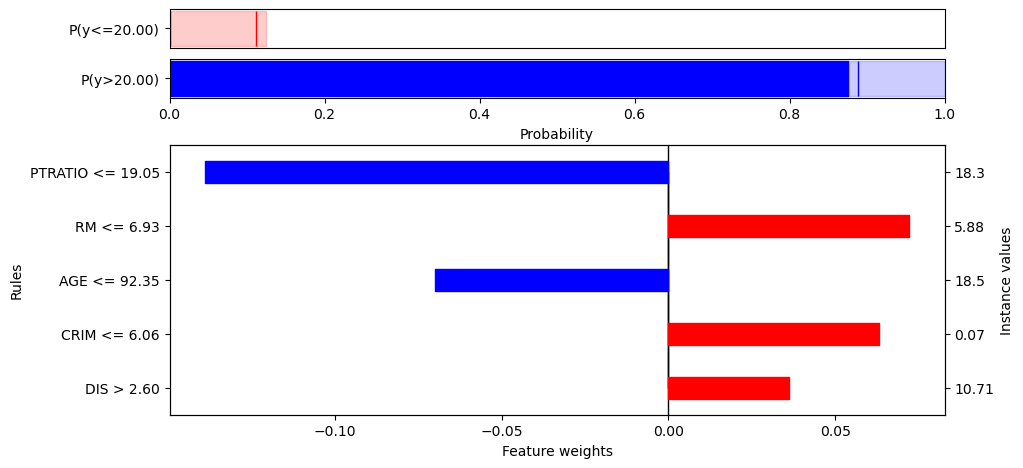 P(y<=20.00)
P(y>20.00)
0.0 0.2 0.4 0.6 0.8 1.0
Probability
PTRATIO <= 19.05 18.3
RM <= 6.93 5.88
AGE <= 92.35 18.5
CRIM <= 6.06 0.07
DIS > 2.60 10.71
Rules
Instance values
−0.10 −0.05 0.00 0.05
Feature weights